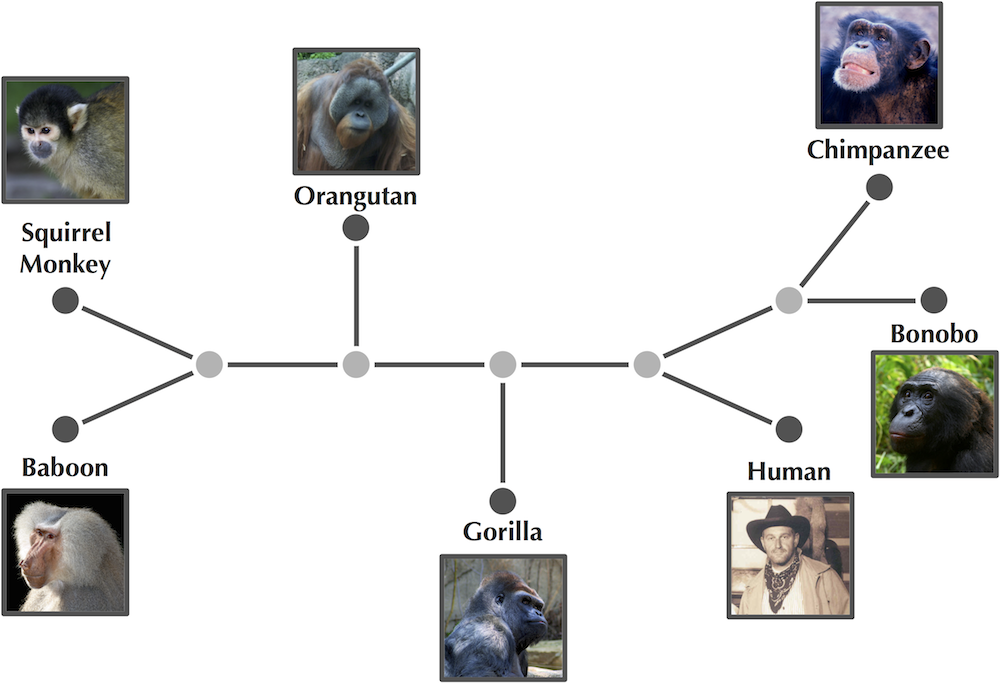 Squirrel
Monkey
Orangutan
Chimpanzee
Bonobo
Baboon
Gorilla
Human